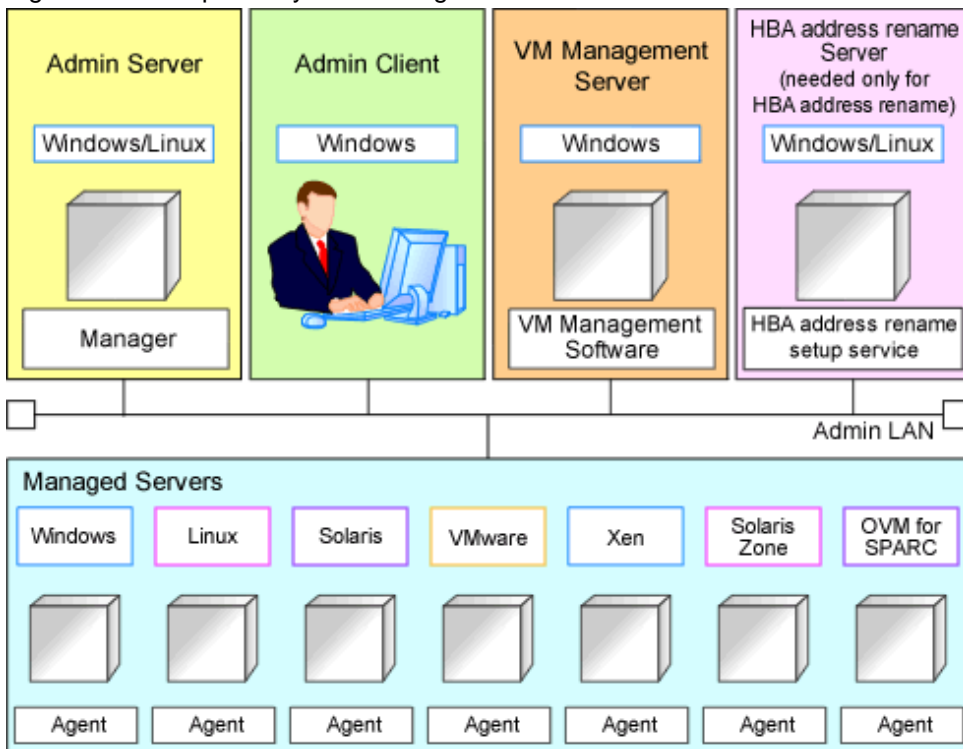 Admin Server
Windows/Linux
Manager
Admin Client
Windows
VM Management
Server
Windows
VM Management
Software
HBA address rename
Server
(needed only for
HBA address rename)
Windows/Linux
HBA address rename
setup service
Admin LAN
Managed Servers
Windows
Linux
Solaris
VMware
Xen
Solaris
Zone
OVM for
SPARC
Agent
Agent
Agent
Agent
Agent
Agent
Agent